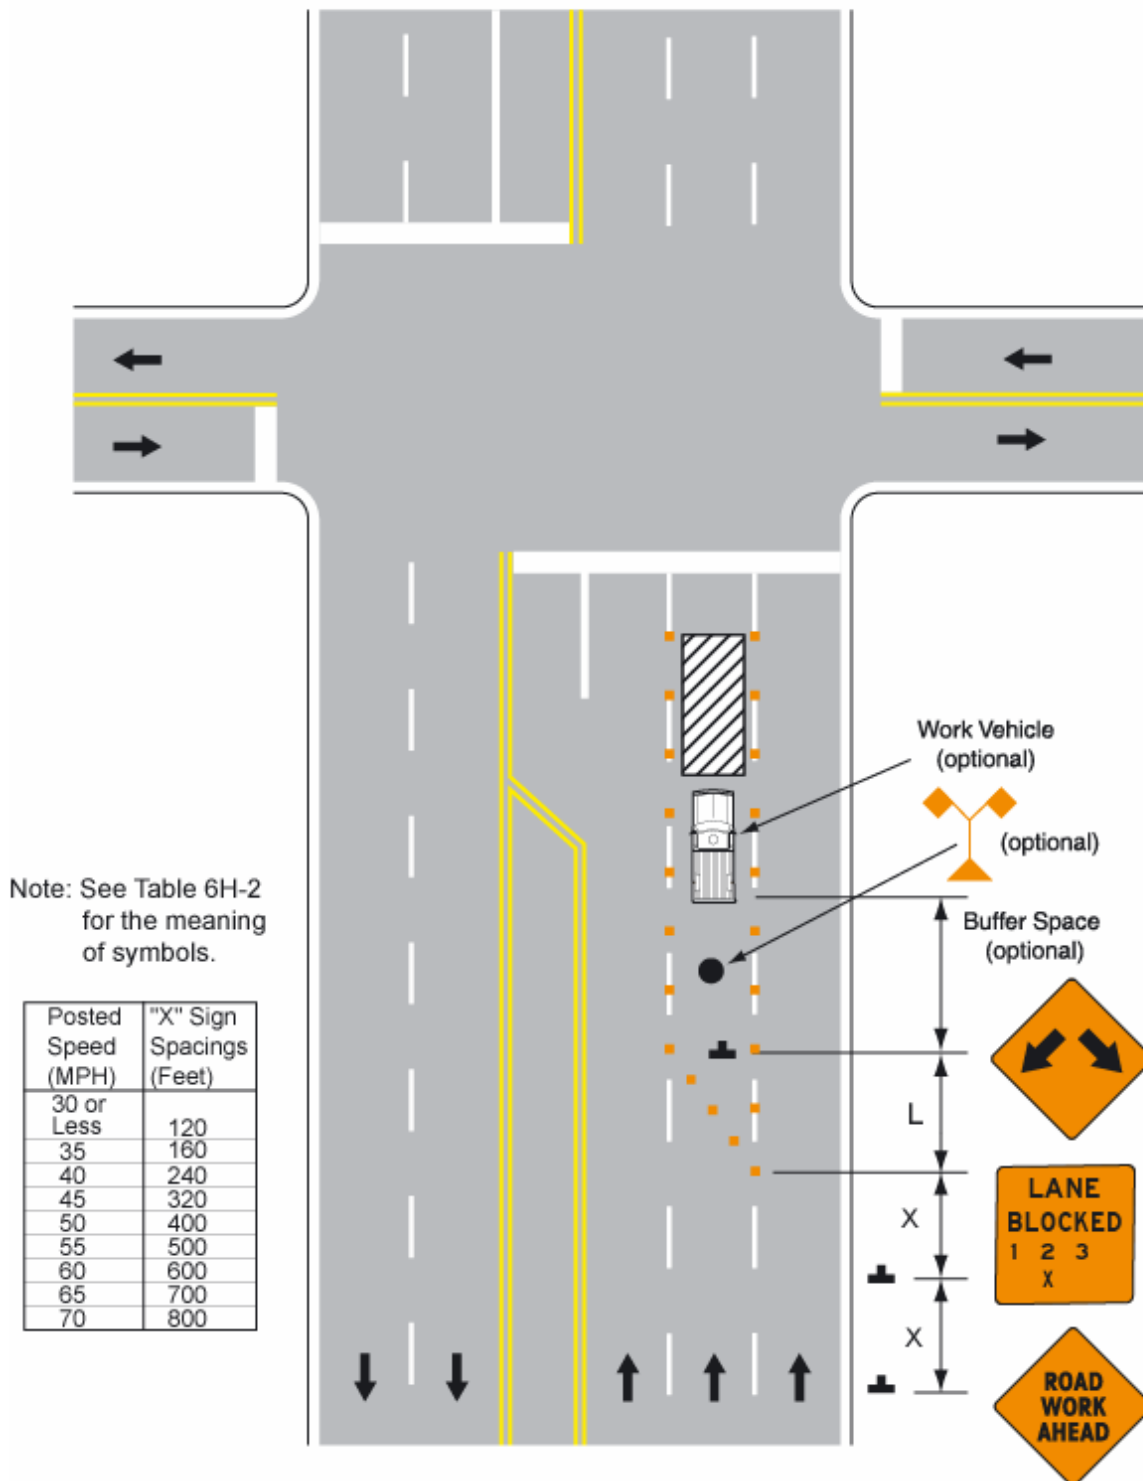 Work Vehicle
(optional)
(optional)
Buffer Space
(optional)
Note: See Table 6H-2
for the meaning
of symbols.
Posted Speed (MPH) "X" Sign Spacings (Feet)
30 or Less 120
35 160
40 240
45 320
50 400
55 500
60 600
65 700
70 800
L
X
X
LANE
BLOCKED
1 2 3
X
ROAD
WORK
AHEAD